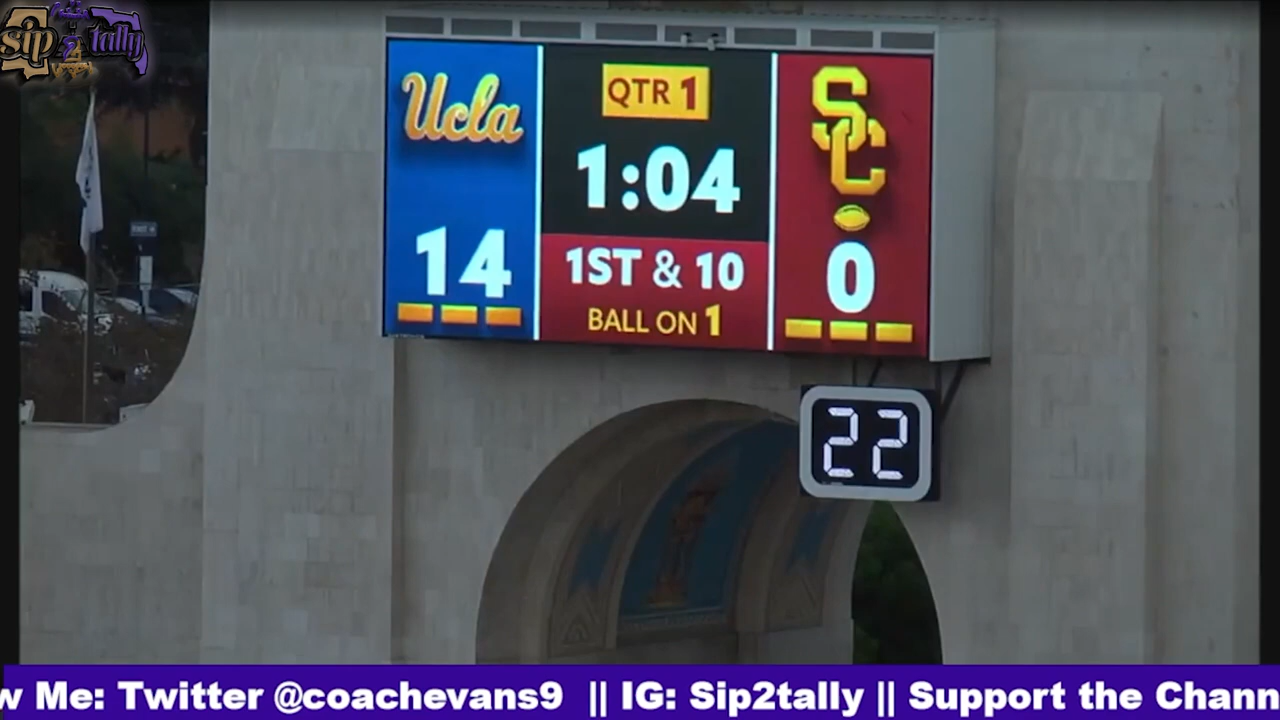 sip 2 tally
Ucla
QTR 1
SC
1:04
14
1ST & 10
0
BALL ON 1
22
w Me: Twitter @coachevans9 || IG: Sip2tally || Support the Chann